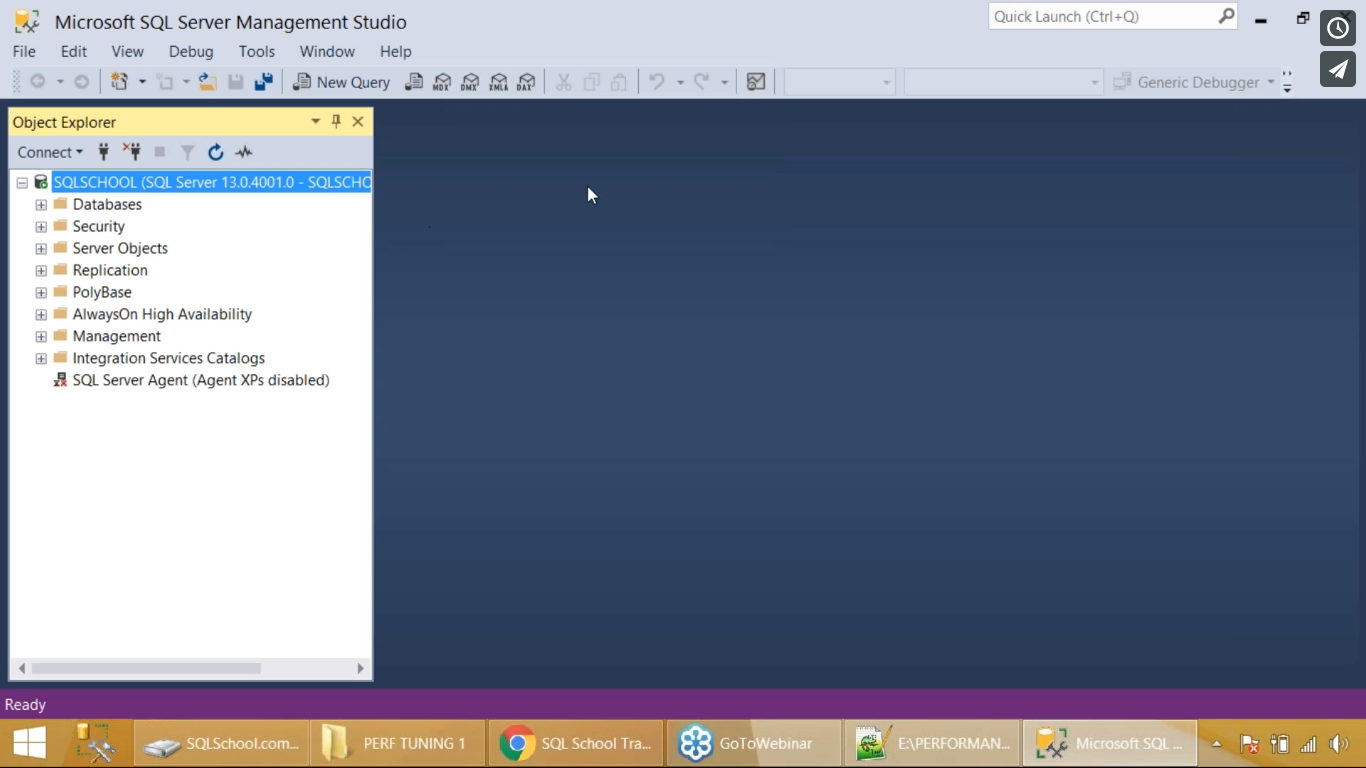 Microsoft SQL Server Management Studio
Quick Launch (Ctrl+Q)
File Edit View Debug Tools Window Help
New Query MDX DMX XMLA DAX Generic Debugger
Object Explorer
Connect
SQLSCHOOL (SQL Server 13.0.4001.0 - SQLSCHO
Databases
Security
Server Objects
Replication
PolyBase
AlwaysOn High Availability
Management
Integration Services Catalogs
SQL Server Agent (Agent XPs disabled)
Ready
SQLSchool.com... PERF TUNING 1 SQL School Tra... GoToWebinar E:\PERFORMAN... Microsoft SQL ...